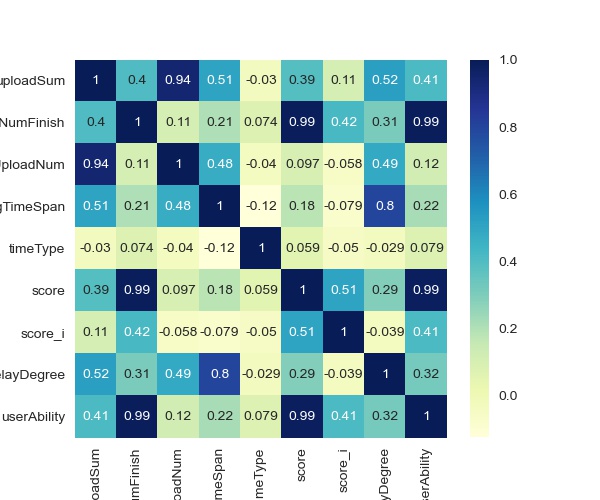 uploadSum 1 0.4 0.94 0.51 -0.03 0.39 0.11 0.52 0.41
NumFinish 0.4 1 0.11 0.21 0.074 0.99 0.42 0.31 0.99
uploadNum 0.94 0.11 1 0.48 -0.04 0.097 -0.058 0.49 0.12
gTimeSpan 0.51 0.21 0.48 1 -0.12 0.18 -0.079 0.8 0.22
timeType -0.03 0.074 -0.04 -0.12 1 0.059 -0.05 -0.029 0.079
score 0.39 0.99 0.097 0.18 0.059 1 0.51 0.29 0.99
score_i 0.11 0.42 -0.058 -0.079 -0.05 0.51 1 -0.039 0.41
elayDegree 0.52 0.31 0.49 0.8 -0.029 0.29 -0.039 1 0.32
userAbility 0.41 0.99 0.12 0.22 0.079 0.99 0.41 0.32 1
oadSum umFinish oadNum meSpan meType score score_i yDegree erAbility
1.0
0.8
0.6
0.4
0.2
0.0